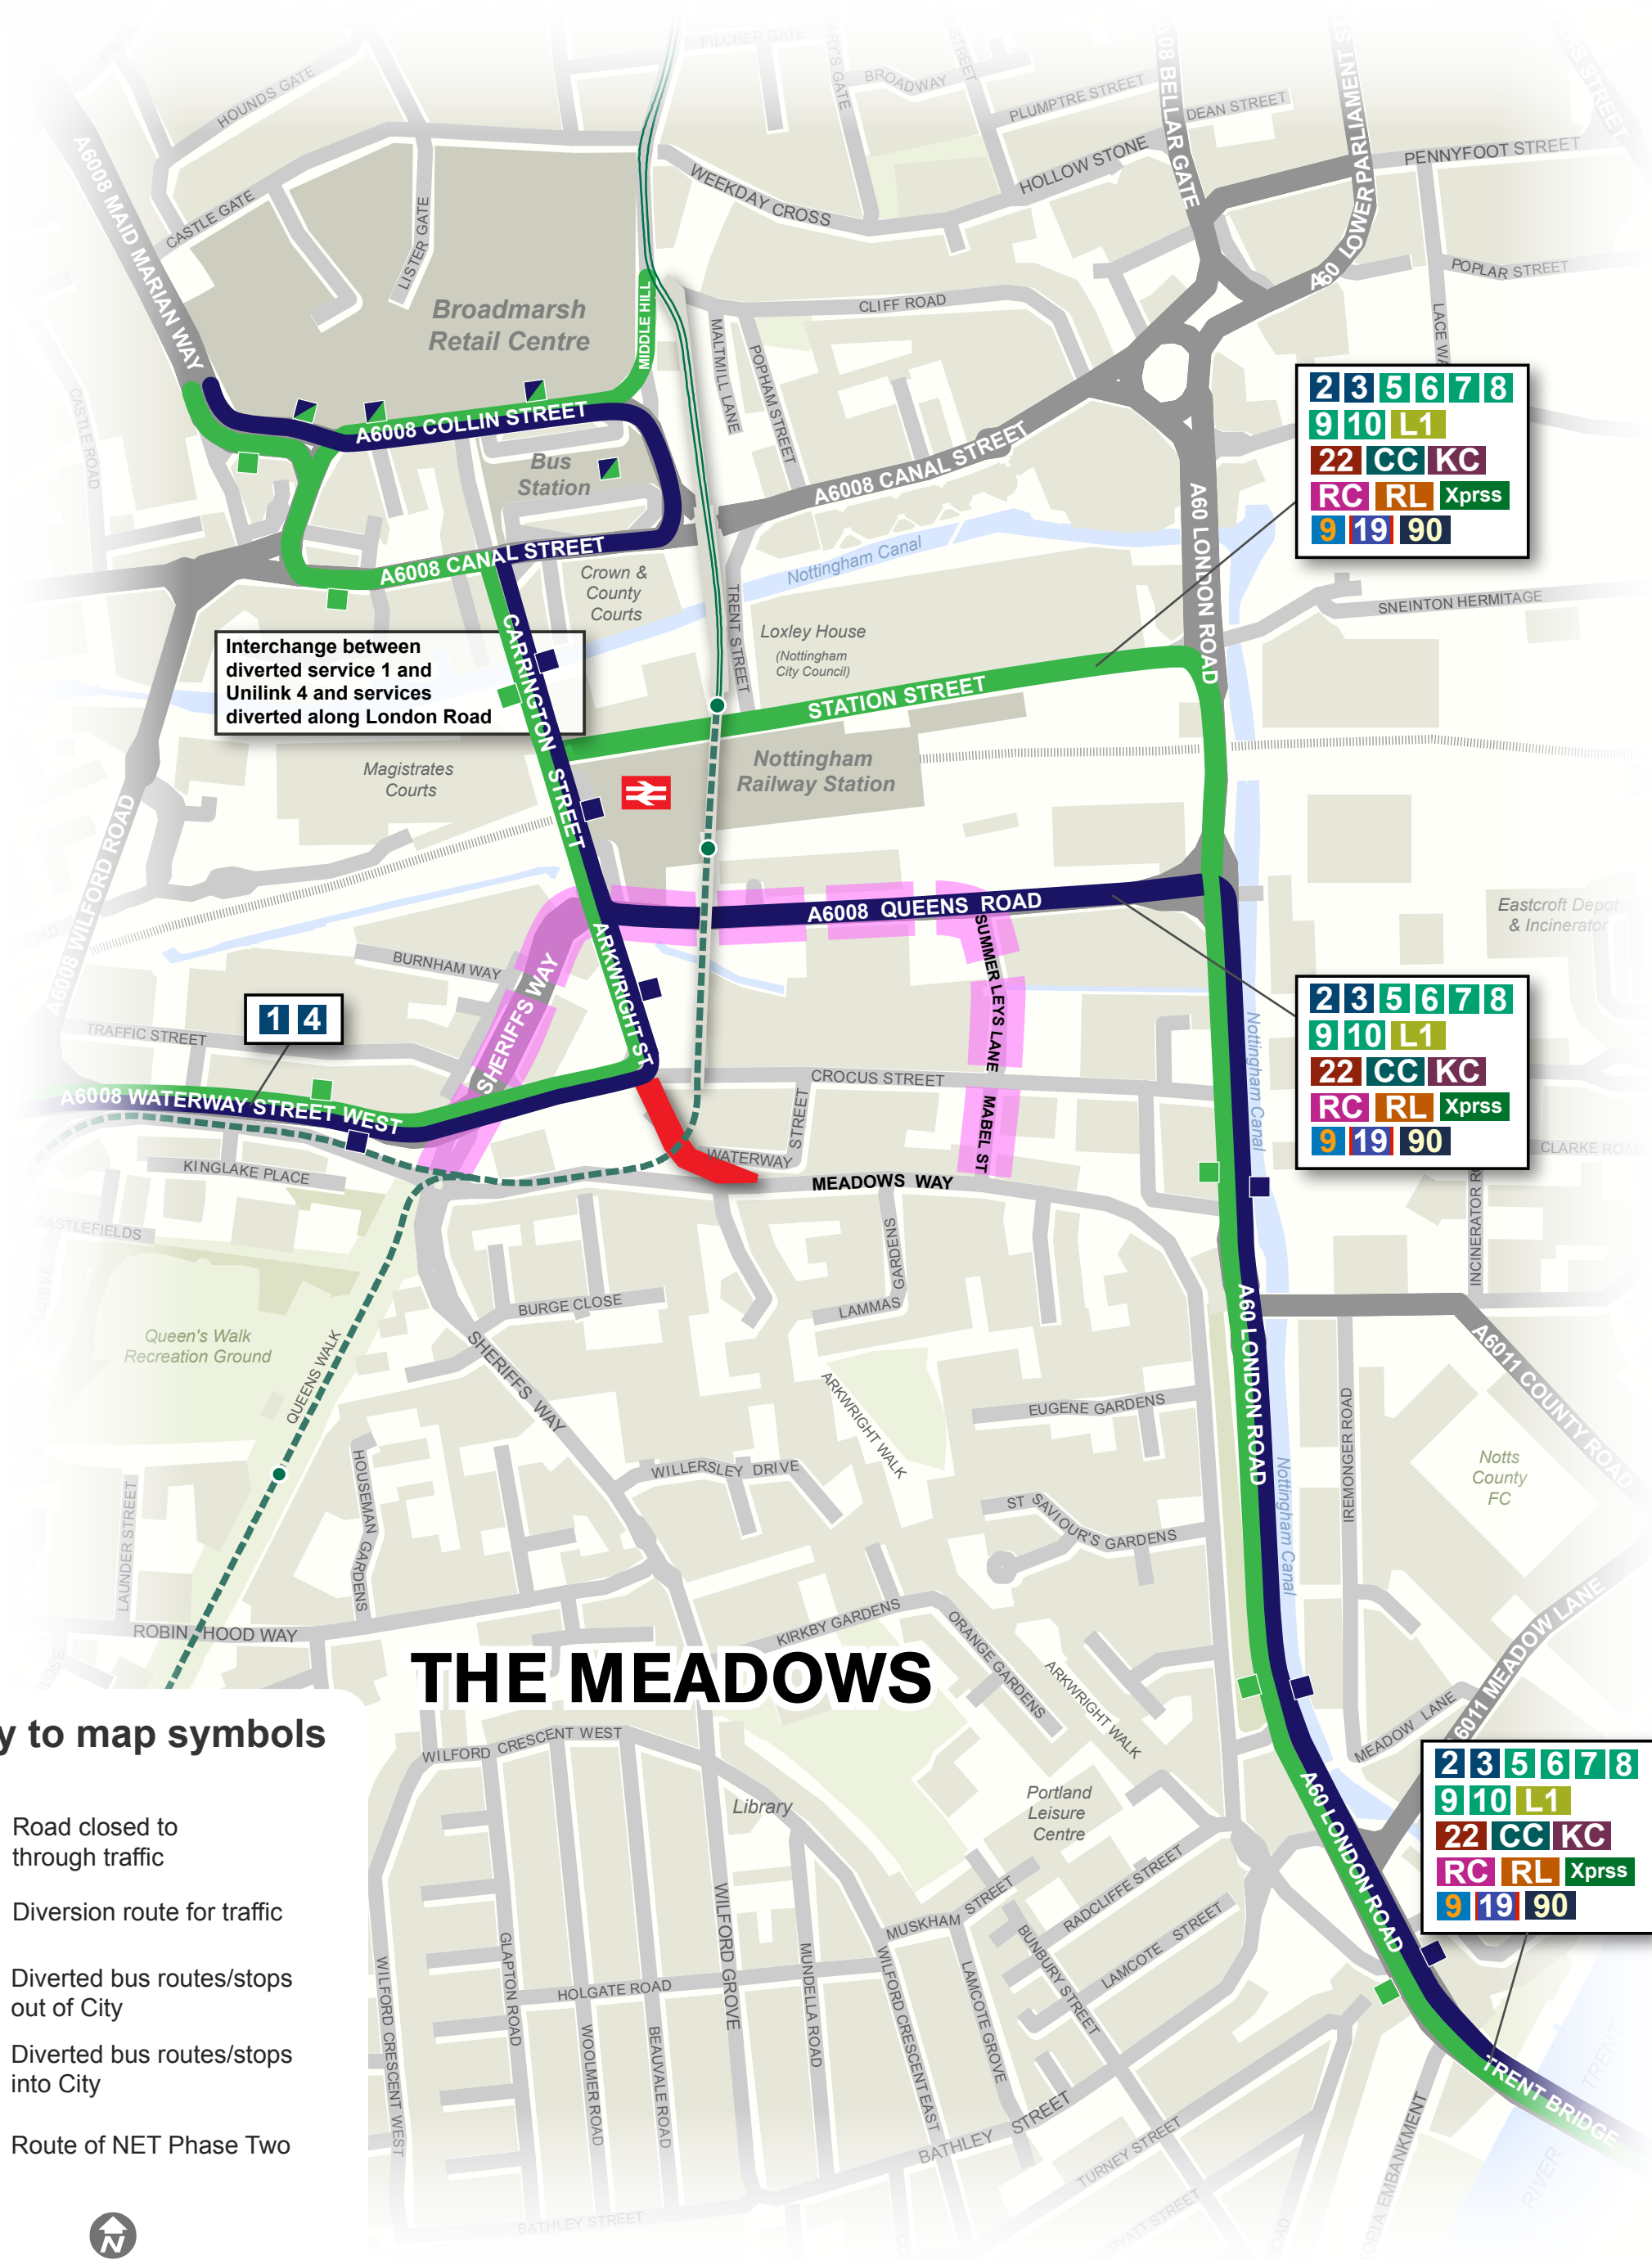 PILCHER GATE
BROADWAY
PLUMPTRE STREET
DEAN STREET
HOUNDS GATE
HOLLOW STONE
PENNYFOOT STREET
A6008 MAID MARIAN WAY
CASTLE GATE
LISTER GATE
WEEKDAY CROSS
BELLAR GATE
A60 LOWER PARLIAMENT
POPLAR STREET
Broadmarsh
Retail Centre
MIDDLE HILL
CLIFF ROAD
MALTMILL LANE
POPHAM STREET
CASTLE ROAD
2 3 5 6 7 8
9 10 L1
22 CC KC
RC RL Xprss
9 19 90
A6008 COLLIN STREET
Bus
Station
A6008 CANAL STREET
A60 LONDON ROAD
A6008 CANAL STREET
Nottingham Canal
Crown &
County
Courts
TRENT STREET
SNEINTON HERMITAGE
Interchange between
diverted service 1 and
Unilink 4 and services
diverted along London Road
CARRINGTON STREET
Loxley House
(Nottingham
City Council)
STATION STREET
Nottingham
Railway Station
Magistrates
Courts
A6008 WILFORD ROAD
A6008 QUEENS ROAD
Eastcroft Depot
& Incinerator
SUMMER LEYS LANE
BURNHAM WAY
ARKWRIGHT ST
SHERIFFS WAY
1 4
TRAFFIC STREET
2 3 5 6 7 8
9 10 L1
22 CC KC
RC RL Xprss
9 19 90
Nottingham Canal
CROCUS STREET
A6008 WATERWAY STREET WEST
MABEL ST
WATERWAY STREET
CLARKE ROAD
KINGLAKE PLACE
MEADOWS WAY
CASTLEFIELDS
DRIVE
LAMMAS GARDENS
INCINERATOR R
BURGE CLOSE
Queen's Walk
Recreation Ground
QUEENS WALK
SHERIFFS WAY
A60 LONDON ROAD
A6011 COUNTY ROAD
ARKWRIGHT WALK
EUGENE GARDENS
IREMONGER ROAD
Notts
County
FC
HOUSEMAN GARDENS
WILLERSLEY DRIVE
LAUNDER STREET
ST SAVIOUR'S GARDENS
Nottingham Canal
ROBIN HOOD WAY
KIRKBY GARDENS
ORANGE GARDENS
THE MEADOWS
ARKWRIGHT WALK
6011 MEADOW LANE
MEADOW LANE
y to map symbols
WILFORD CRESCENT WEST
2 3 5 6 7 8
9 10 L1
22 CC KC
RC RL Xprss
9 19 90
Library
Portland
Leisure
Centre
A60 LONDON ROAD
Road closed to
through traffic
RADCLIFFE STREET
MUSKHAM STREET
Diversion route for traffic
WILFORD GROVE
LAMCOTE STREET
BUNBURY STREET
GLAPTON ROAD
MUNDELLA ROAD
WILFORD CRESCENT EAST
LAMCOTE GROVE
Diverted bus routes/stops
out of City
HOLGATE ROAD
WILFORD CRESCENT WEST
WOOLMER ROAD
BEAUVALE ROAD
Diverted bus routes/stops
into City
TRENT BRIDGE
RIVER TRENT
BATHLEY STREET
TURNEY STREET
Route of NET Phase Two
ORIA EMBANKMENT
PYATT STREET
BATHLEY STREET
ROAD
N